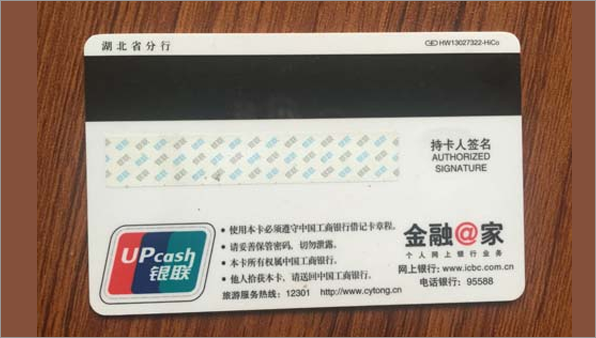 湖北省分行
GED HW13027322-HiCo
持卡人签名
AUTHORIZED
SIGNATURE
UPcash
银联
• 使用本卡必须遵守中国工商银行借记卡章程。
• 请妥善保管密码,切勿泄露。
• 本卡所有权属中国工商银行。
• 他人拾获本卡,请送回中国工商银行。
旅游服务热线:12301 http://www.cytong.cn
金融@家
个人网上银行业务
网上银行:www.icbc.com.cn
电话银行:95588